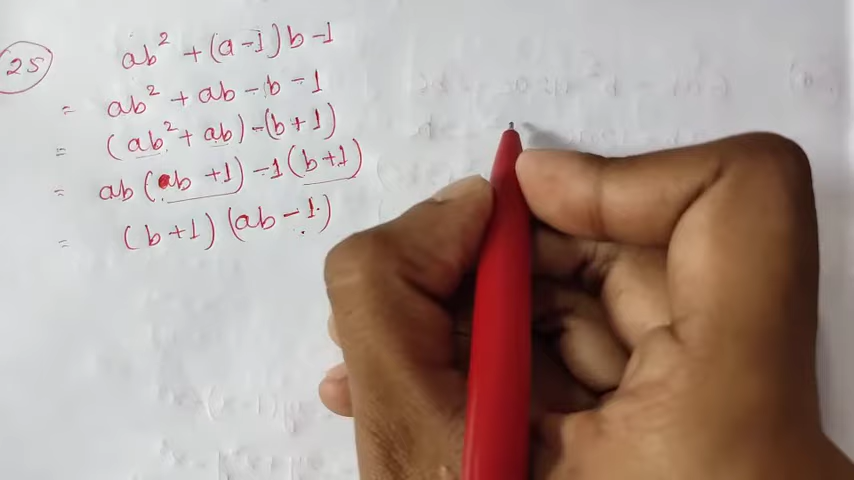 25
ab² + (a-1)b-1
= ab² + ab - b - 1
= (ab² + ab) - (b+1)
= ab(ab +1) -1(b+1)
= (b+1)(ab-1)